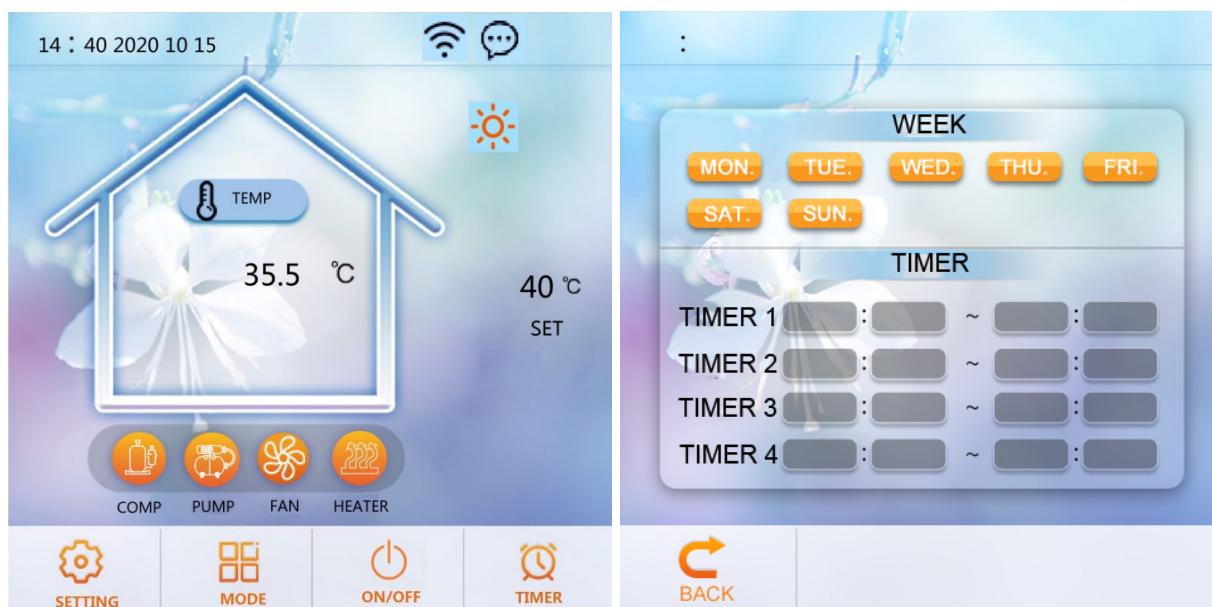 14 : 40 2020 10 15
TEMP
35.5 ℃
40 ℃
SET
COMP PUMP FAN HEATER
SETTING MODE ON/OFF TIMER
:
WEEK
MON. TUE. WED. THU. FRI.
SAT. SUN.
TIMER
TIMER 1 : ~ :
TIMER 2 : ~ :
TIMER 3 : ~ :
TIMER 4 : ~ :
BACK